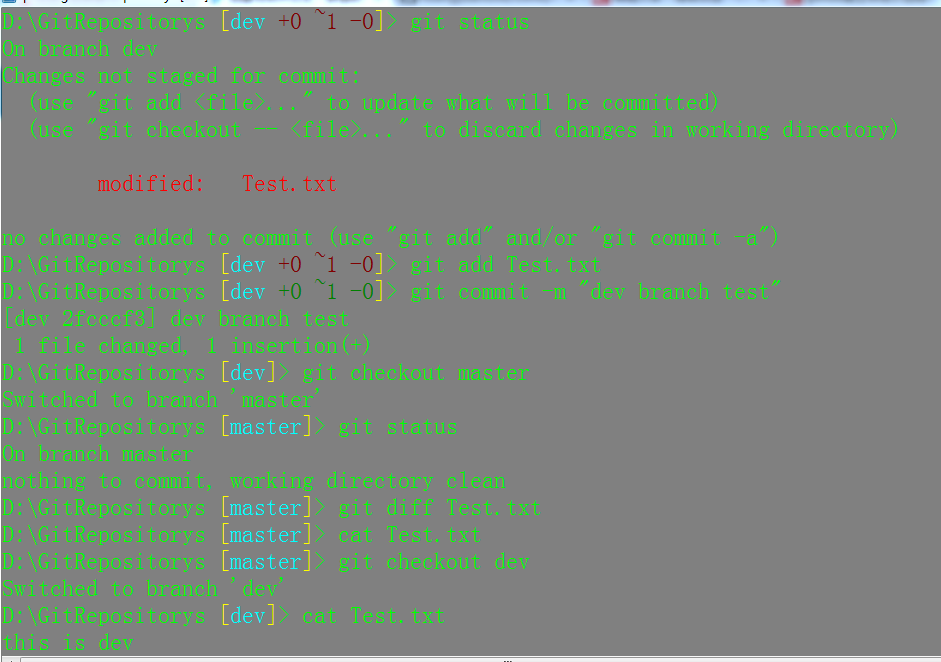 D:\GitRepositorys [dev +0 ~1 -0]> git status
On branch dev
Changes not staged for commit:
  (use "git add <file>..." to update what will be committed)
  (use "git checkout -- <file>..." to discard changes in working directory)
        modified:   Test.txt
no changes added to commit (use "git add" and/or "git commit -a")
D:\GitRepositorys [dev +0 ~1 -0]> git add Test.txt
D:\GitRepositorys [dev +0 ~1 -0]> git commit -m "dev branch test"
[dev 2fcccf3] dev branch test
 1 file changed, 1 insertion(+)
D:\GitRepositorys [dev]> git checkout master
Switched to branch 'master'
D:\GitRepositorys [master]> git status
On branch master
nothing to commit, working directory clean
D:\GitRepositorys [master]> git diff Test.txt
D:\GitRepositorys [master]> cat Test.txt
D:\GitRepositorys [master]> git checkout dev
Switched to branch 'dev'
D:\GitRepositorys [dev]> cat Test.txt
this is dev